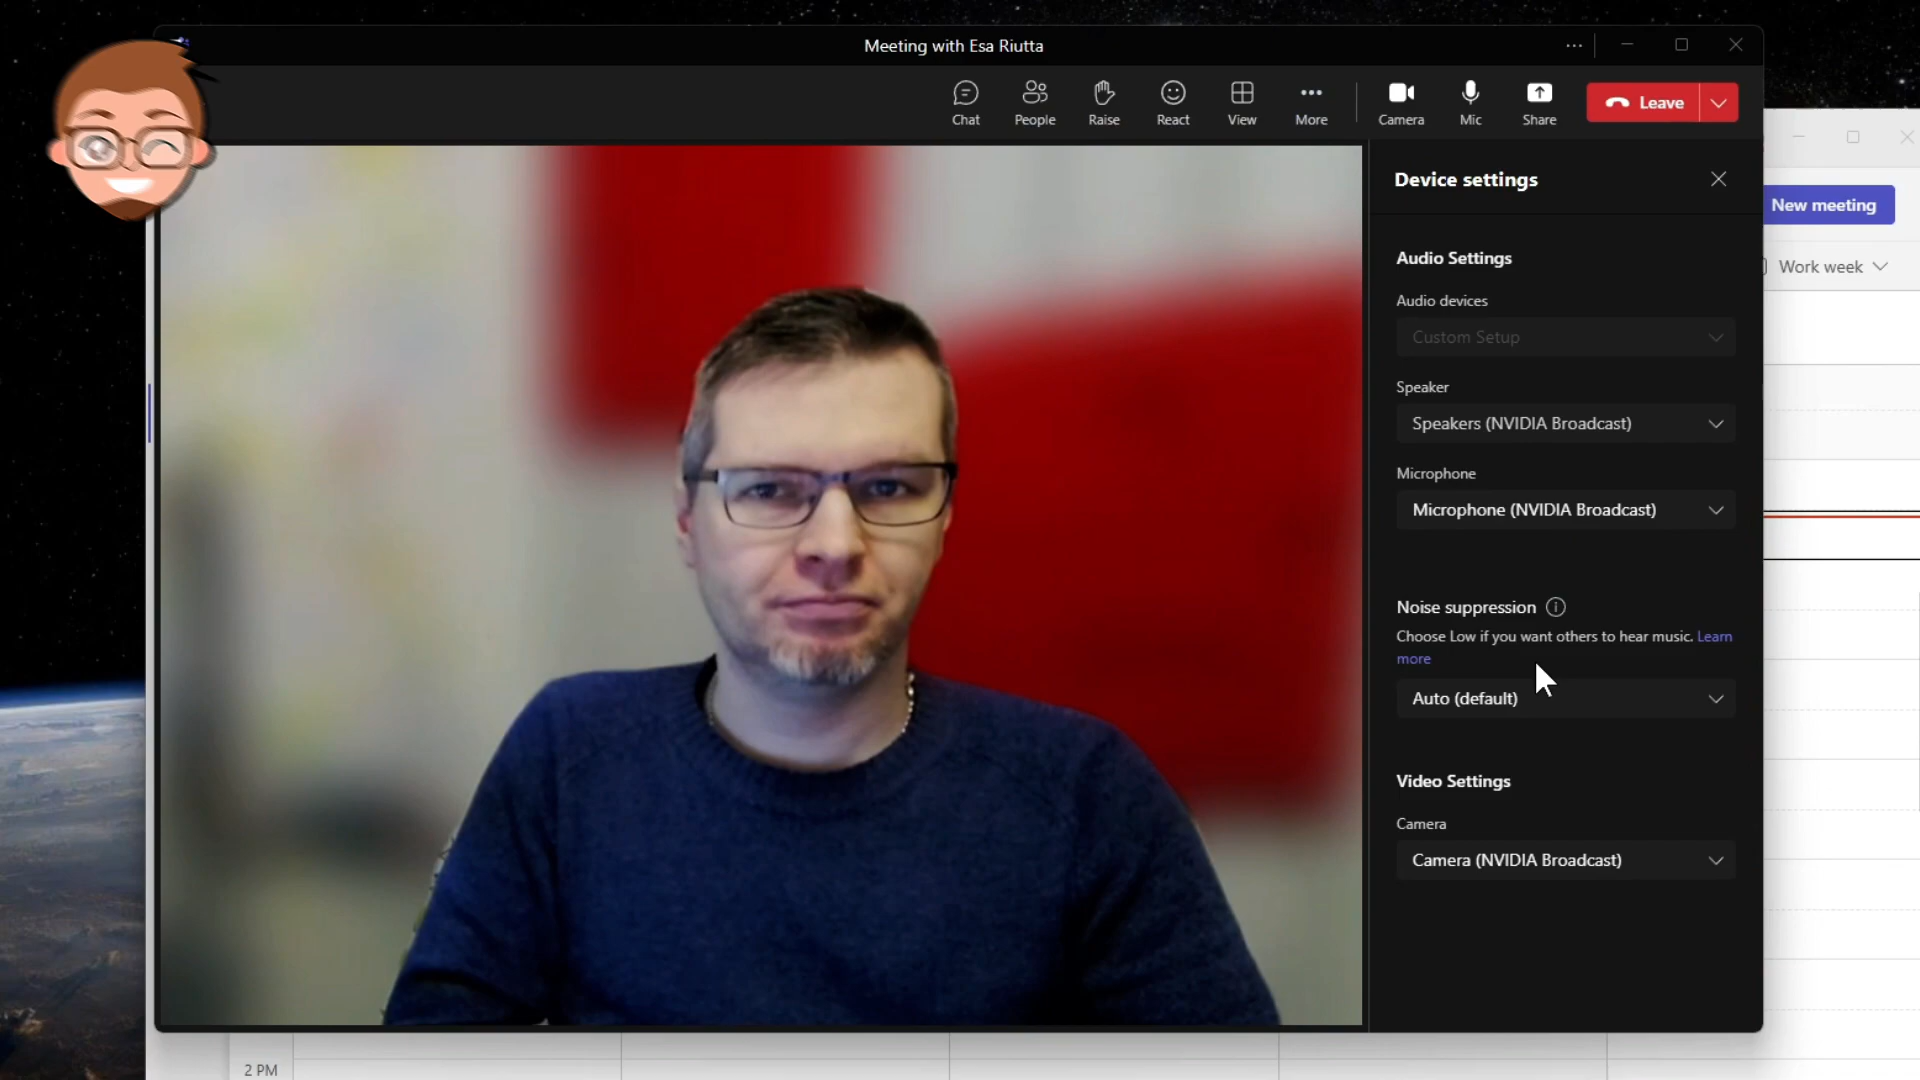 Meeting with Esa Riutta
Chat
People
Raise
React
View
More
Camera
Mic
Share
Leave
Device settings
New meeting
Audio Settings
Work week
Audio devices
Custom Setup
Speaker
Speakers (NVIDIA Broadcast)
Microphone
Microphone (NVIDIA Broadcast)
Noise suppression
Choose Low if you want others to hear music. Learn
more
Auto (default)
Video Settings
Camera
Camera (NVIDIA Broadcast)
2 PM